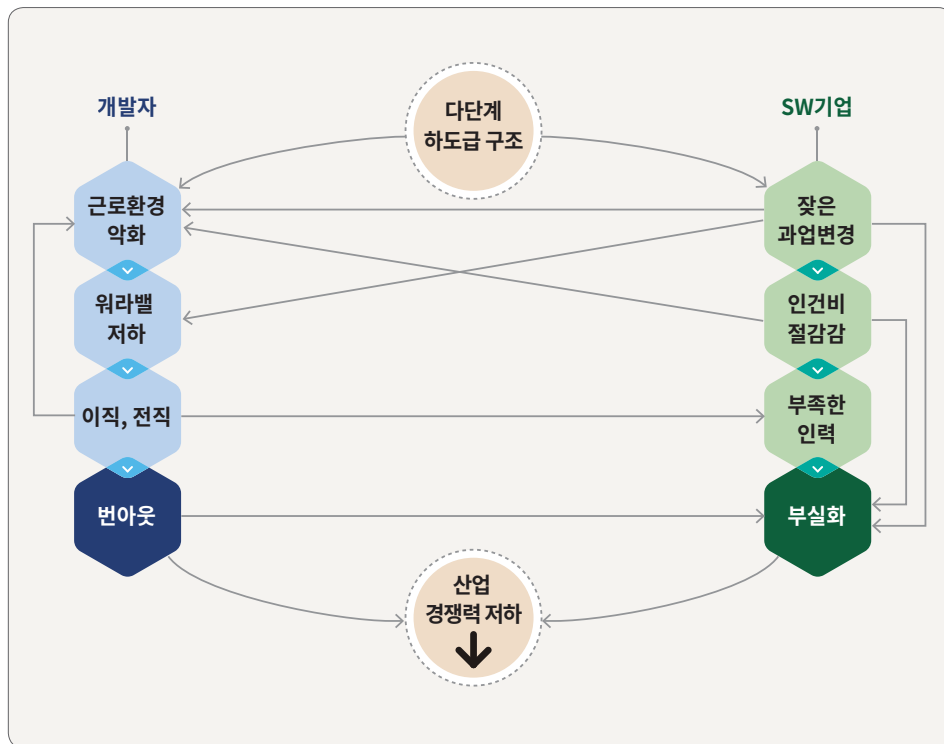 개발자
다단계
하도급 구조
SW기업
근로환경
악화
잦은
과업변경
워라밸
저하
인건비
절감감
이직, 전직
부족한
인력
번아웃
부실화
산업
경쟁력 저하